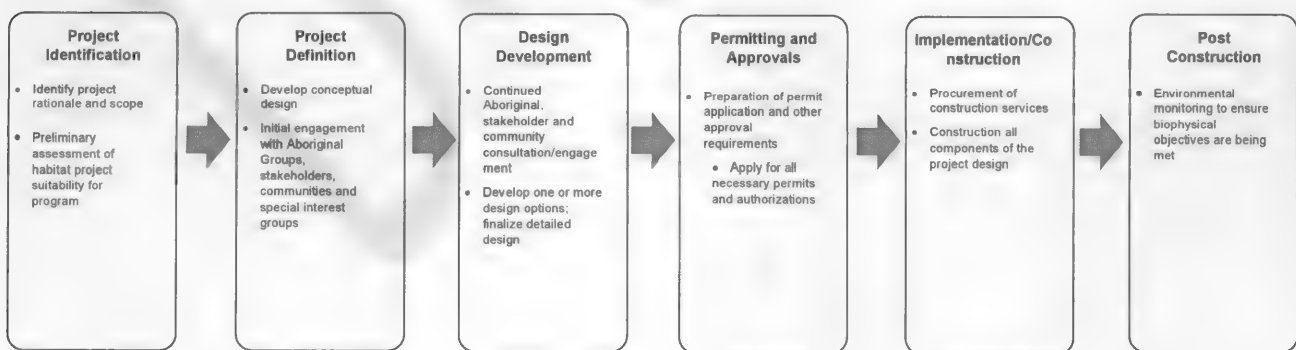 Project
Identification
• Identify project
rationale and scope
• Preliminary
assessment of
habitat project
suitability for
program
Project
Definition
• Develop conceptual
design
• Initial engagement
with Aboriginal
Groups,
stakeholders,
communities and
special interest
groups
Design
Development
• Continued
Aboriginal,
stakeholder and
community
consultation/engage
ment
• Develop one or more
design options;
finalize detailed
design
Permitting and
Approvals
• Preparation of permit
application and other
approval
requirements
• Apply for all
necessary permits
and authorizations
Implementation/Co
nstruction
• Procurement of
construction services
• Construction all
components of the
project design
Post
Construction
• Environmental
monitoring to ensure
biophysical
objectives are being
met